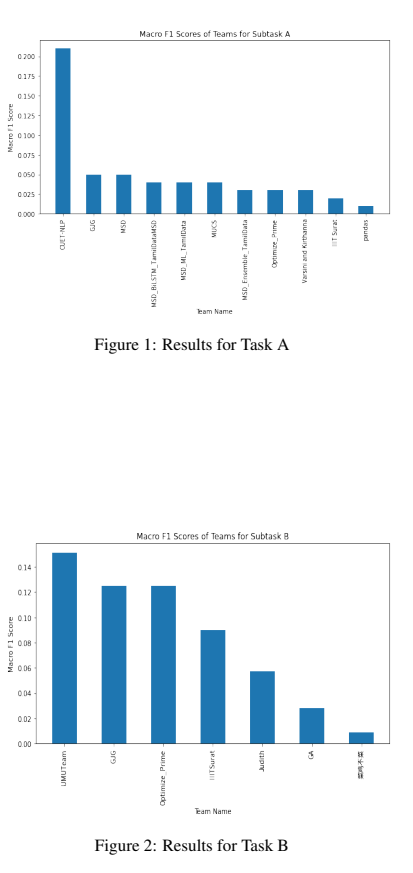 Macro F1 Scores of Teams for Subtask A
Macro F1 Score
0.200
0.175
0.150
0.125
0.100
0.075
0.050
0.025
0.000
CUET-NLP
GJG
MSD
MSD_BiLSTM_TamilDataMSD
MSD_ML_TamilData
MUCS
MSD_Ensemble_TamilData
Optimize_Prime
Varsini and Kirthanna
IIIT Surat
pandas
Team Name
Figure 1: Results for Task A
Macro F1 Scores of Teams for Subtask B
Macro F1 Score
0.14
0.12
0.10
0.08
0.06
0.04
0.02
0.00
UMUTeam
GJG
Optimize_Prime
IIITSurat
Judith
GA
Team Name
Figure 2: Results for Task B